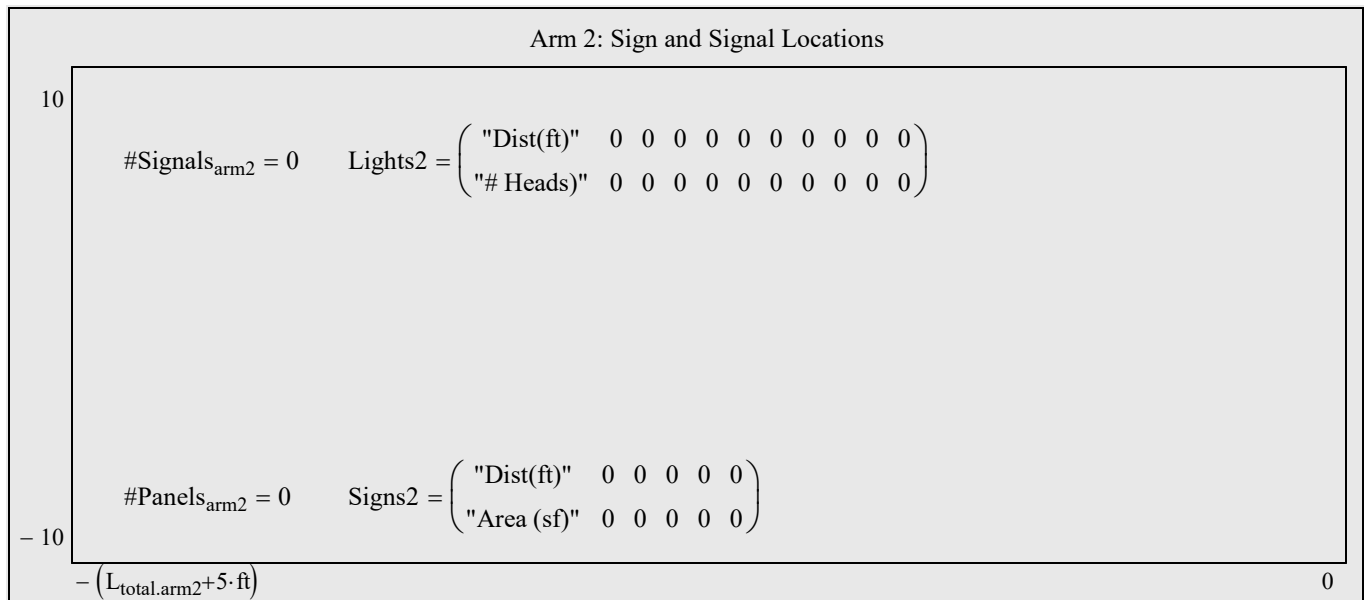 Arm 2: Sign and Signal Locations
10
#Signals_arm2 = 0 Lights2 = ( "Dist(ft)" 0 0 0 0 0 0 0 0 0 0
"# Heads)" 0 0 0 0 0 0 0 0 0 0 )
#Panels_arm2 = 0 Signs2 = ( "Dist(ft)" 0 0 0 0 0
"Area (sf)" 0 0 0 0 0 )
− 10
− (L_total.arm2+5·ft) 0